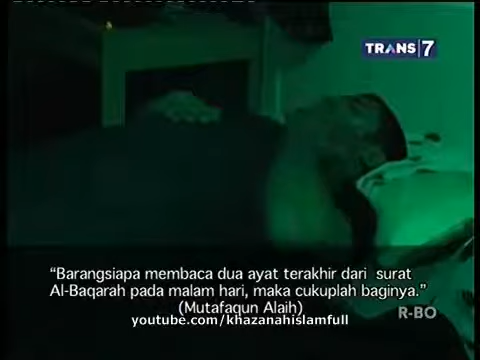 TRANS|7
“Barangsiapa membaca dua ayat terakhir dari surat
Al-Baqarah pada malam hari, maka cukuplah baginya.”
(Mutafaqun Alaih)
youtube.com/khazanahislamfull
R-BO